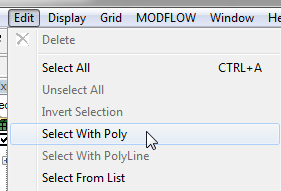 Edit Display Grid MODFLOW Window
Delete
Select All CTRL+A
Unselect All
Invert Selection
Select With Poly
Select With PolyLine
Select From List